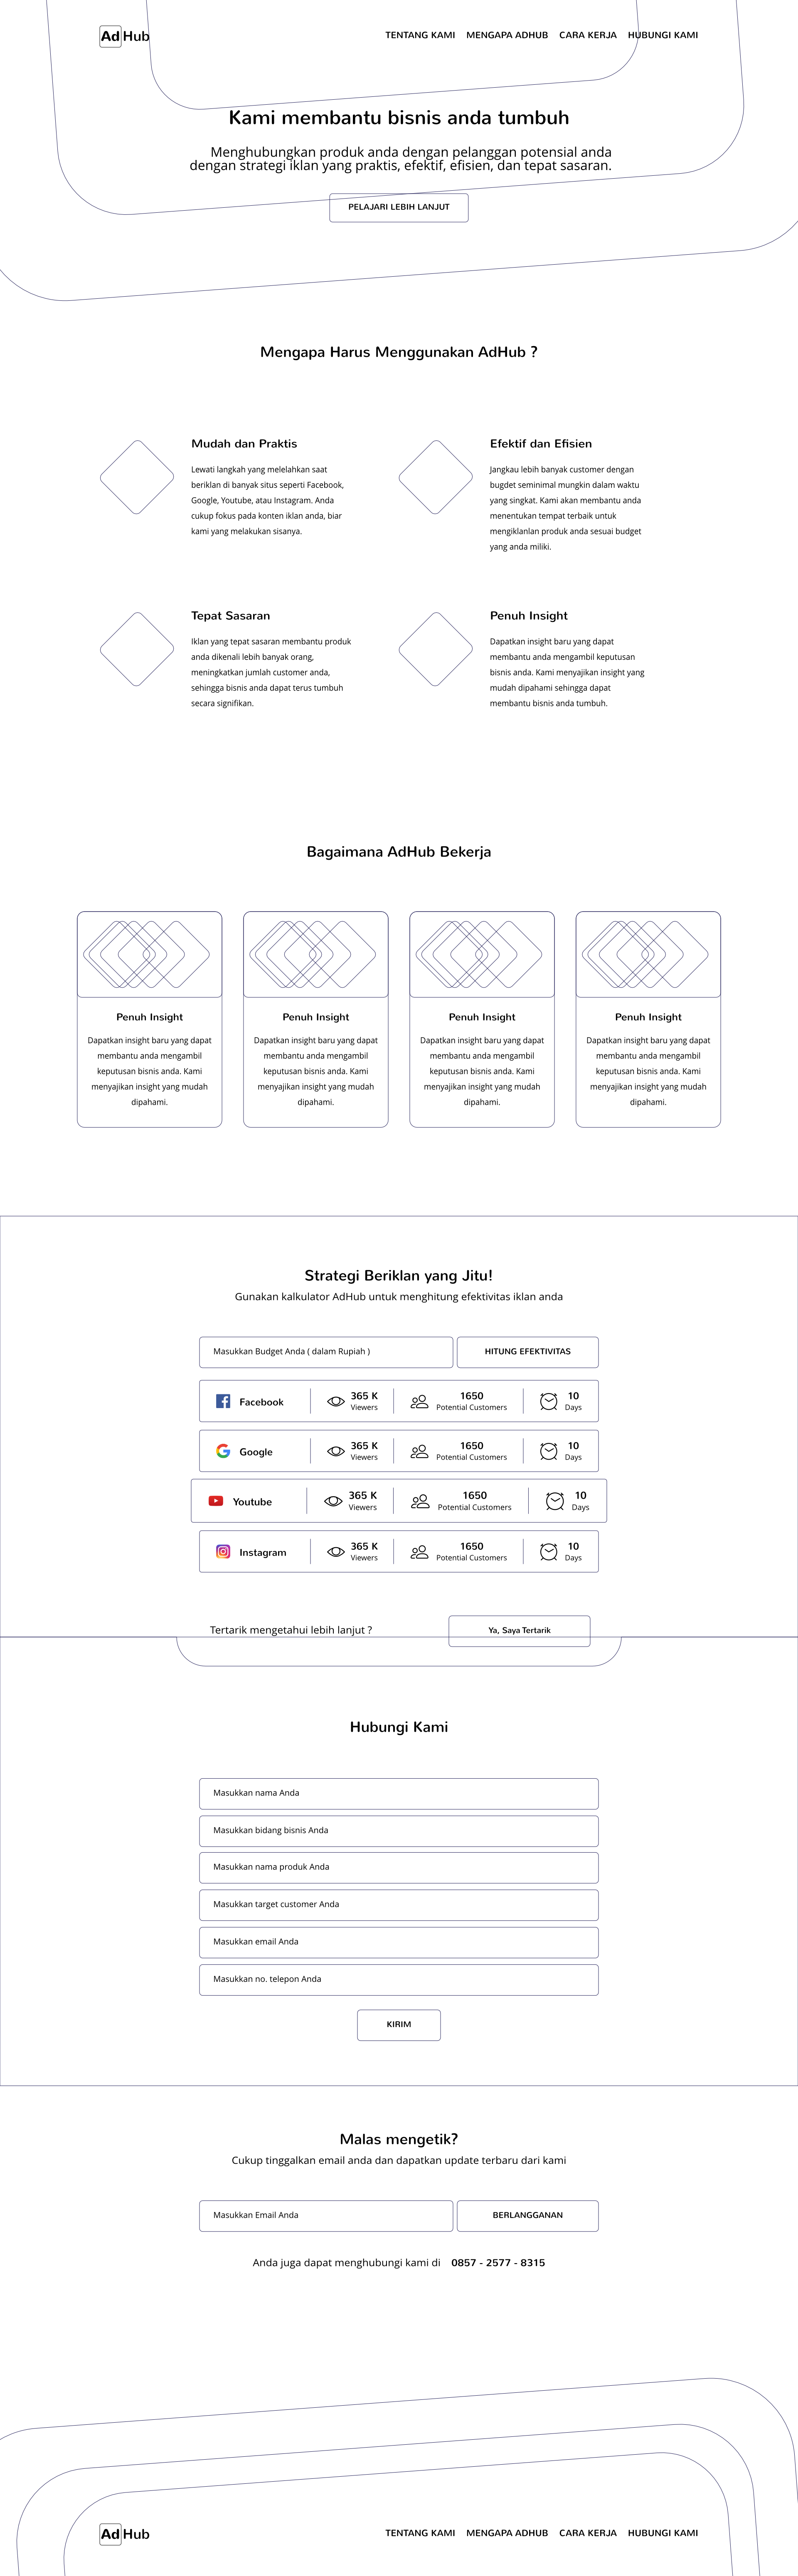 Ad Hub
TENTANG KAMI MENGAPA ADHUB CARA KERJA HUBUNGI KAMI
Kami membantu bisnis anda tumbuh
Menghubungkan produk anda dengan pelanggan potensial anda
dengan strategi iklan yang praktis, efektif, efisien, dan tepat sasaran.
PELAJARI LEBIH LANJUT
Mengapa Harus Menggunakan AdHub ?
Mudah dan Praktis
Lewati langkah yang melelahkan saat
beriklan di banyak situs seperti Facebook,
Google, Youtube, atau Instagram. Anda
cukup fokus pada konten iklan anda, biar
kami yang melakukan sisanya.
Efektif dan Efisien
Jangkau lebih banyak customer dengan
bugdet seminimal mungkin dalam waktu
yang singkat. Kami akan membantu anda
menentukan tempat terbaik untuk
mengiklanlan produk anda sesuai budget
yang anda miliki.
Tepat Sasaran
Iklan yang tepat sasaran membantu produk
anda dikenali lebih banyak orang,
meningkatkan jumlah customer anda,
sehingga bisnis anda dapat terus tumbuh
secara signifikan.
Penuh Insight
Dapatkan insight baru yang dapat
membantu anda mengambil keputusan
bisnis anda. Kami menyajikan insight yang
mudah dipahami sehingga dapat
membantu bisnis anda tumbuh.
Bagaimana AdHub Bekerja
Penuh Insight
Dapatkan insight baru yang dapat
membantu anda mengambil
keputusan bisnis anda. Kami
menyajikan insight yang mudah
dipahami.
Penuh Insight
Dapatkan insight baru yang dapat
membantu anda mengambil
keputusan bisnis anda. Kami
menyajikan insight yang mudah
dipahami.
Penuh Insight
Dapatkan insight baru yang dapat
membantu anda mengambil
keputusan bisnis anda. Kami
menyajikan insight yang mudah
dipahami.
Penuh Insight
Dapatkan insight baru yang dapat
membantu anda mengambil
keputusan bisnis anda. Kami
menyajikan insight yang mudah
dipahami.
Strategi Beriklan yang Jitu!
Gunakan kalkulator AdHub untuk menghitung efektivitas iklan anda
Masukkan Budget Anda ( dalam Rupiah )
HITUNG EFEKTIVITAS
Facebook
365 K
Viewers
1650
Potential Customers
10
Days
Google
365 K
Viewers
1650
Potential Customers
10
Days
Youtube
365 K
Viewers
1650
Potential Customers
10
Days
Instagram
365 K
Viewers
1650
Potential Customers
10
Days
Tertarik mengetahui lebih lanjut ?
Ya, Saya Tertarik
Hubungi Kami
Masukkan nama Anda
Masukkan bidang bisnis Anda
Masukkan nama produk Anda
Masukkan target customer Anda
Masukkan email Anda
Masukkan no. telepon Anda
KIRIM
Malas mengetik?
Cukup tinggalkan email anda dan dapatkan update terbaru dari kami
Masukkan Email Anda
BERLANGGANAN
Anda juga dapat menghubungi kami di 0857 - 2577 - 8315
Ad Hub
TENTANG KAMI MENGAPA ADHUB CARA KERJA HUBUNGI KAMI